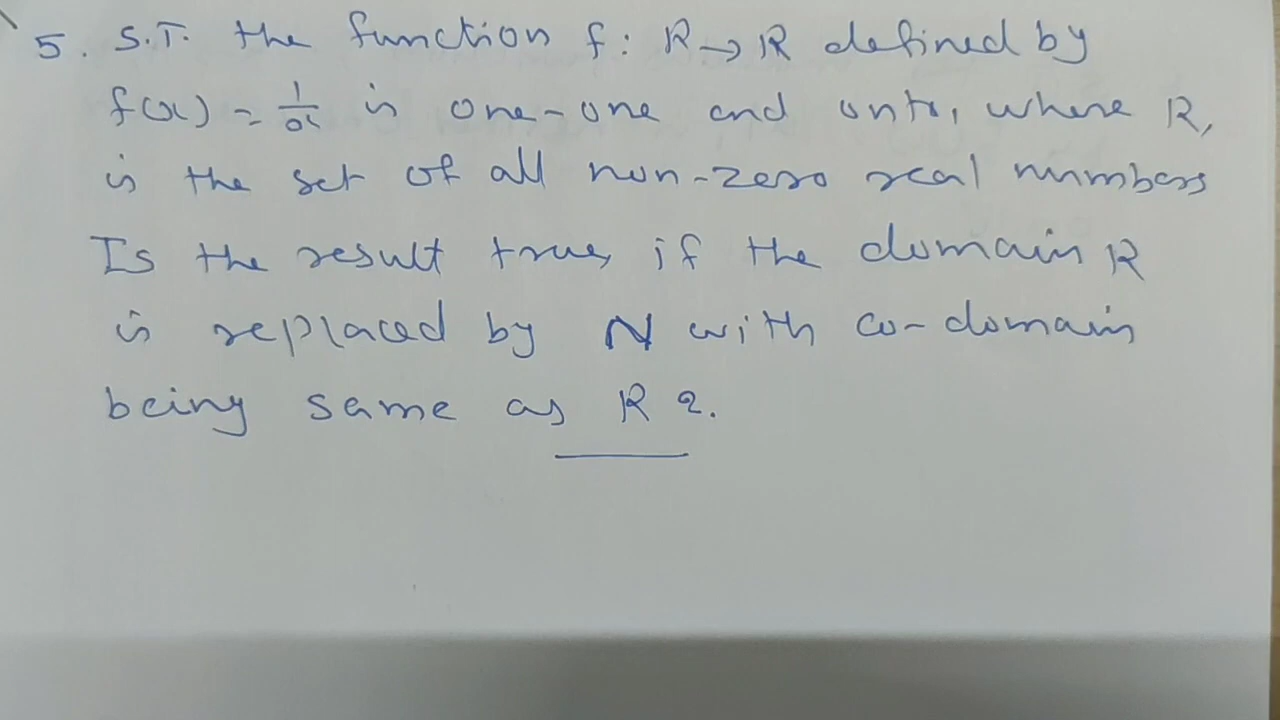 5. S.T. the function f: R→R defined by
f(x) = 1/x is one-one and onto, where R,
is the set of all non-zero real numbers
Is the result true, if the domain R
is replaced by N with co-domain
being same as R ?.